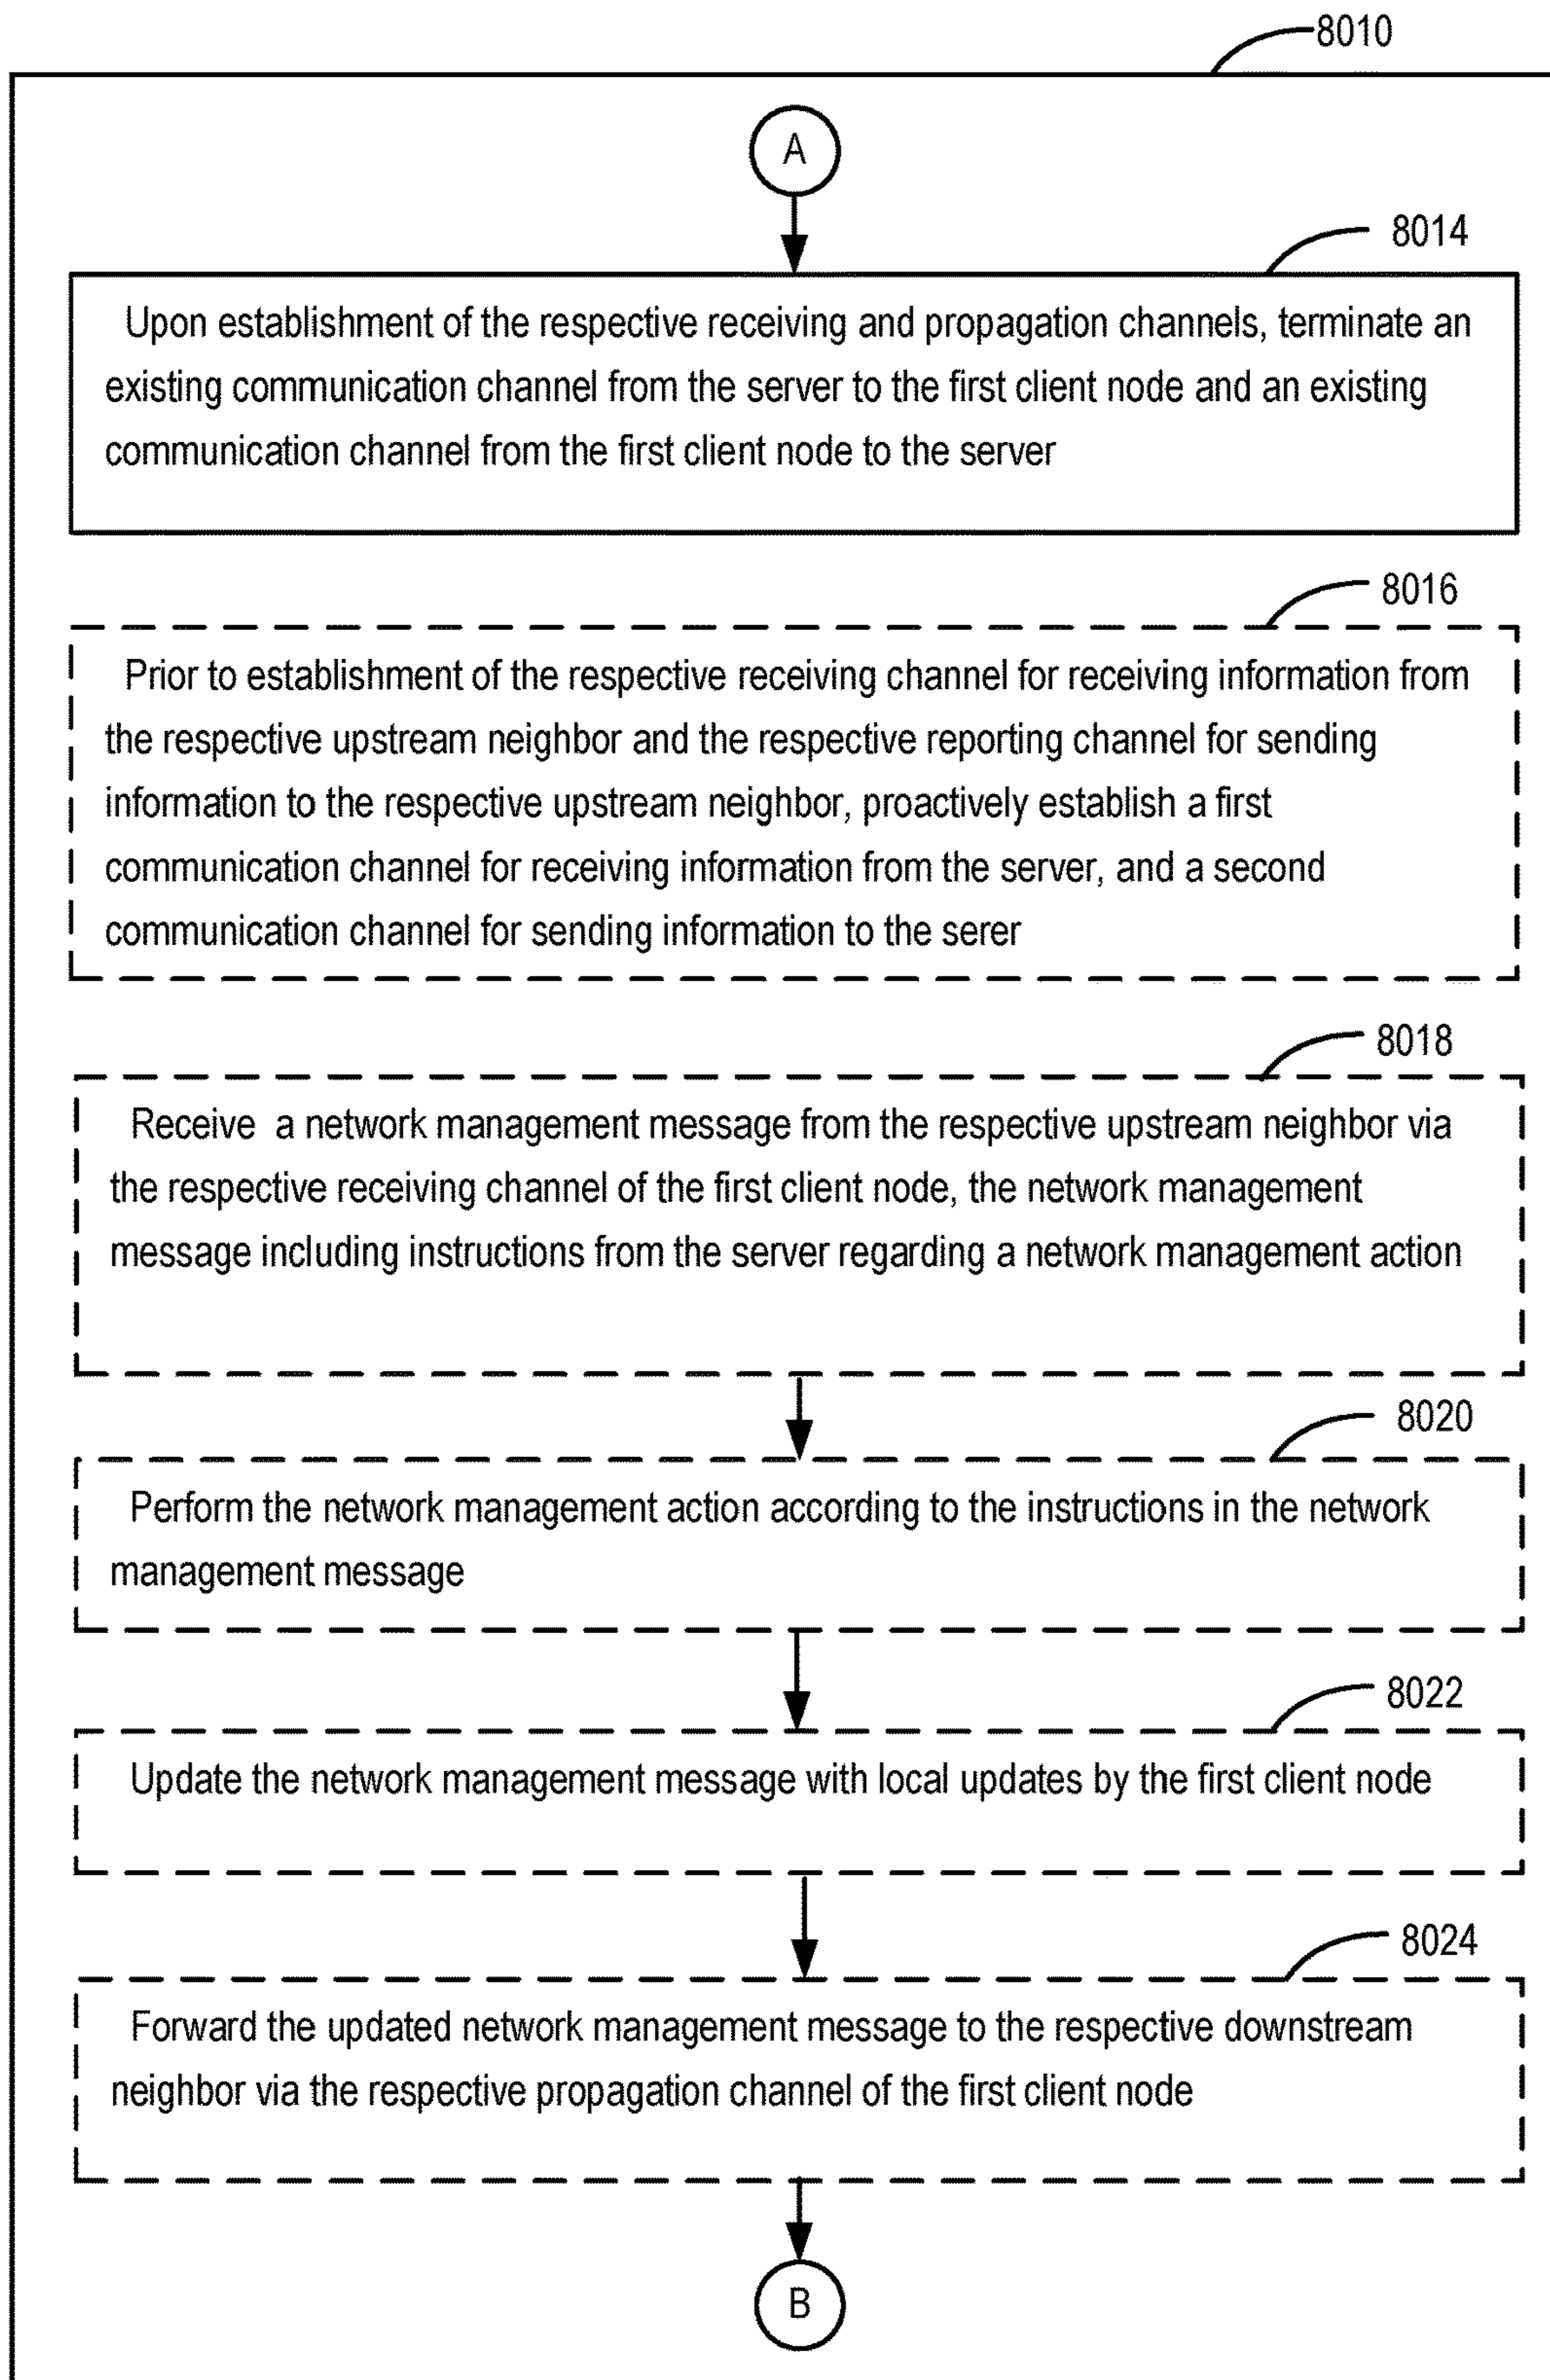 8010
A
8014
Upon establishment of the respective receiving and propagation channels, terminate an
existing communication channel from the server to the first client node and an existing
communication channel from the first client node to the server
8016
Prior to establishment of the respective receiving channel for receiving information from
the respective upstream neighbor and the respective reporting channel for sending
information to the respective upstream neighbor, proactively establish a first
communication channel for receiving information from the server, and a second
communication channel for sending information to the serer
8018
Receive a network management message from the respective upstream neighbor via
the respective receiving channel of the first client node, the network management
message including instructions from the server regarding a network management action
8020
Perform the network management action according to the instructions in the network
management message
8022
Update the network management message with local updates by the first client node
8024
Forward the updated network management message to the respective downstream
neighbor via the respective propagation channel of the first client node
B